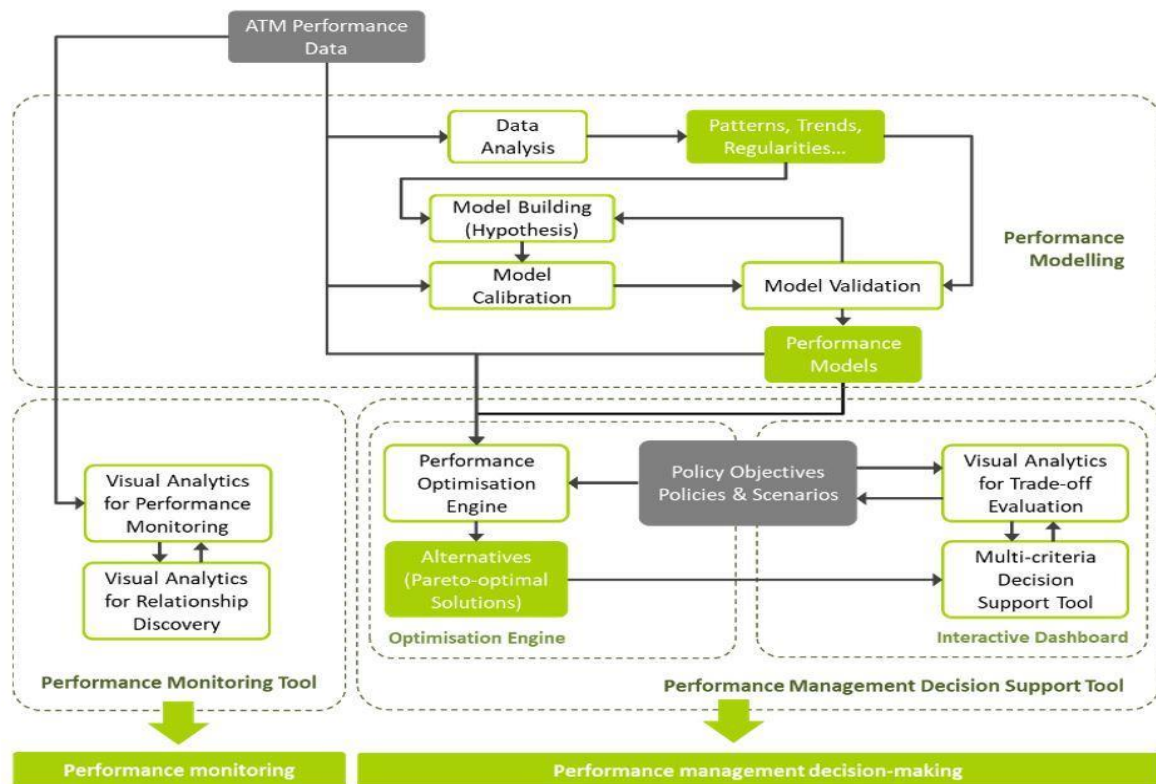 ATM Performance
Data
Data
Analysis
Patterns, Trends,
Regularities...
Model Building
(Hypothesis)
Performance
Modelling
Model
Calibration
Model Validation
Performance
Models
Visual Analytics
for Performance
Monitoring
Visual Analytics
for Relationship
Discovery
Performance Monitoring Tool
Performance
Optimisation
Engine
Policy Objectives
Policies & Scenarios
Visual Analytics
for Trade-off
Evaluation
Alternatives
(Pareto-optimal
Solutions)
Multi-criteria
Decision
Support Tool
Optimisation Engine
Interactive Dashboard
Performance Management Decision Support Tool
Performance monitoring
Performance management decision-making